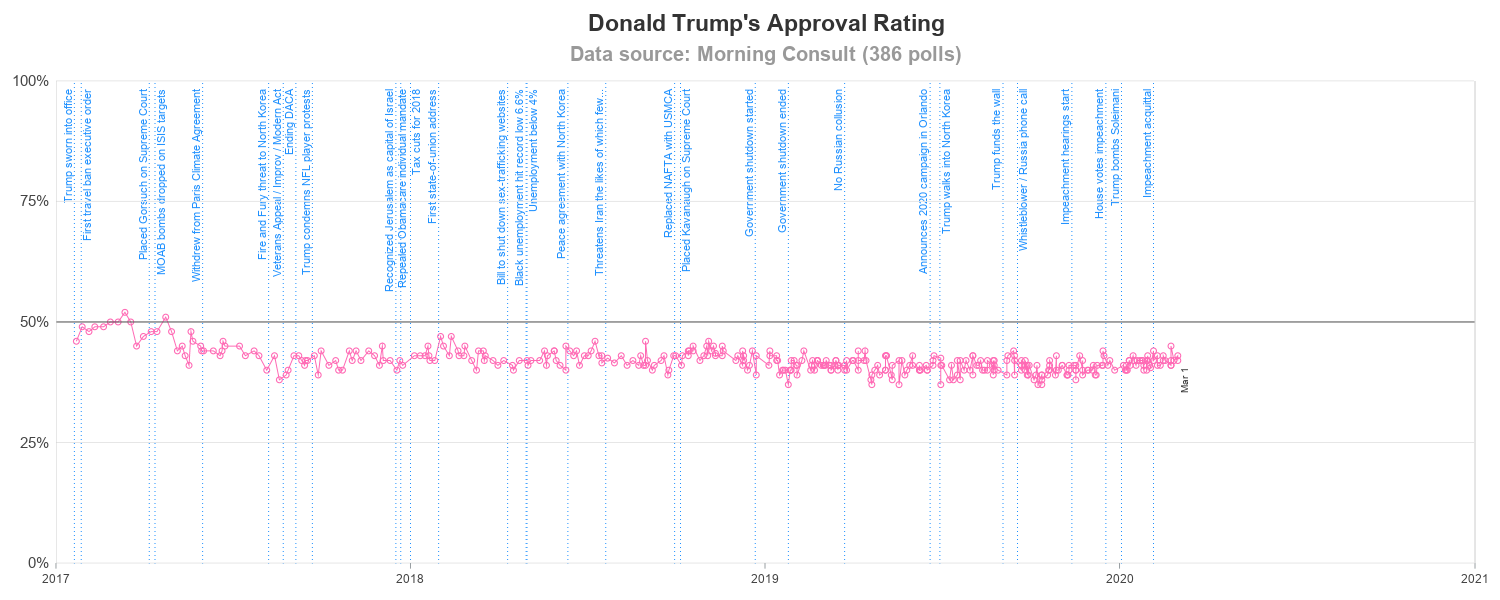 Donald Trump's Approval Rating
Data source: Morning Consult (386 polls)
100%
75%
50%
25%
0%
Trump sworn into office
First travel ban executive order
Placed Gorsuch on Supreme Court
MOAB bombs dropped on ISIS targets
Withdrew from Paris Climate Agreement
Fire and Fury threat to North Korea
Veterans Appeal / Improv / Modern Act
Ending DACA
Trump condemns NFL player protests
Recognized Jerusalem as capital of Israel
Repealed Obamacare individual mandate
Tax cuts for 2018
First state-of-union address
Bill to shut down sex-trafficking websites
Black unemployment hit record low 6.6%
Unemployment below 4%
Peace agreement with North Korea
Threatens Iran the likes of which few..
Replaced NAFTA with USMCA
Placed Kavanaugh on Supreme Court
Government shutdown started
Government shutdown ended
No Russian collusion
Announces 2020 campaign in Orlando
Trump walks into North Korea
Trump funds the wall
Whistleblower / Russia phone call
Impeachment hearings start
House votes impeachment
Trump bombs Soleimani
Impeachment acquittal
Mar 1
2017
2018
2019
2020
2021